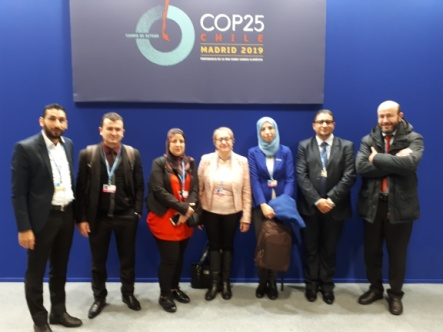 TIEMPO DE ACTUAR
COP25
CHILE
MADRID 2019